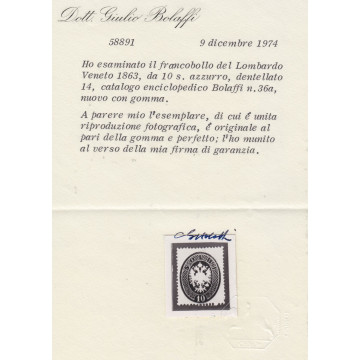 Dott. Giulio Bolaffi
58891 9 dicembre 1974
Ho esaminato il francobollo del Lombardo
Veneto 1863, da 10 s. azzurro, dentellato
14, catalogo enciclopedico Bolaffi n.36a,
nuovo con gomma.
A parere mio l'esemplare, di cui é unita
riproduzione fotografica, é originale al
pari della gomma e perfetto; l'ho munito
al verso della mia firma di garanzia.
10